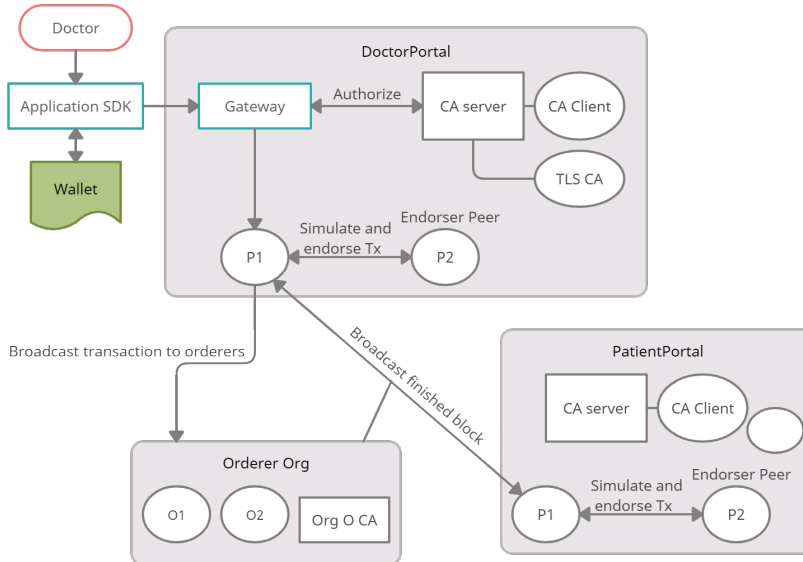 Doctor
DoctorPortal
Application SDK
Gateway
Authorize
CA server
CA Client
Wallet
TLS CA
Simulate and
endorse Tx
Endorser Peer
P1
P2
Broadcast transaction to orderers
Broadcast finished block
PatientPortal
CA server
CA Client
Orderer Org
O1
O2
Org O CA
Simulate and
endorse Tx
Endorser Peer
P1
P2